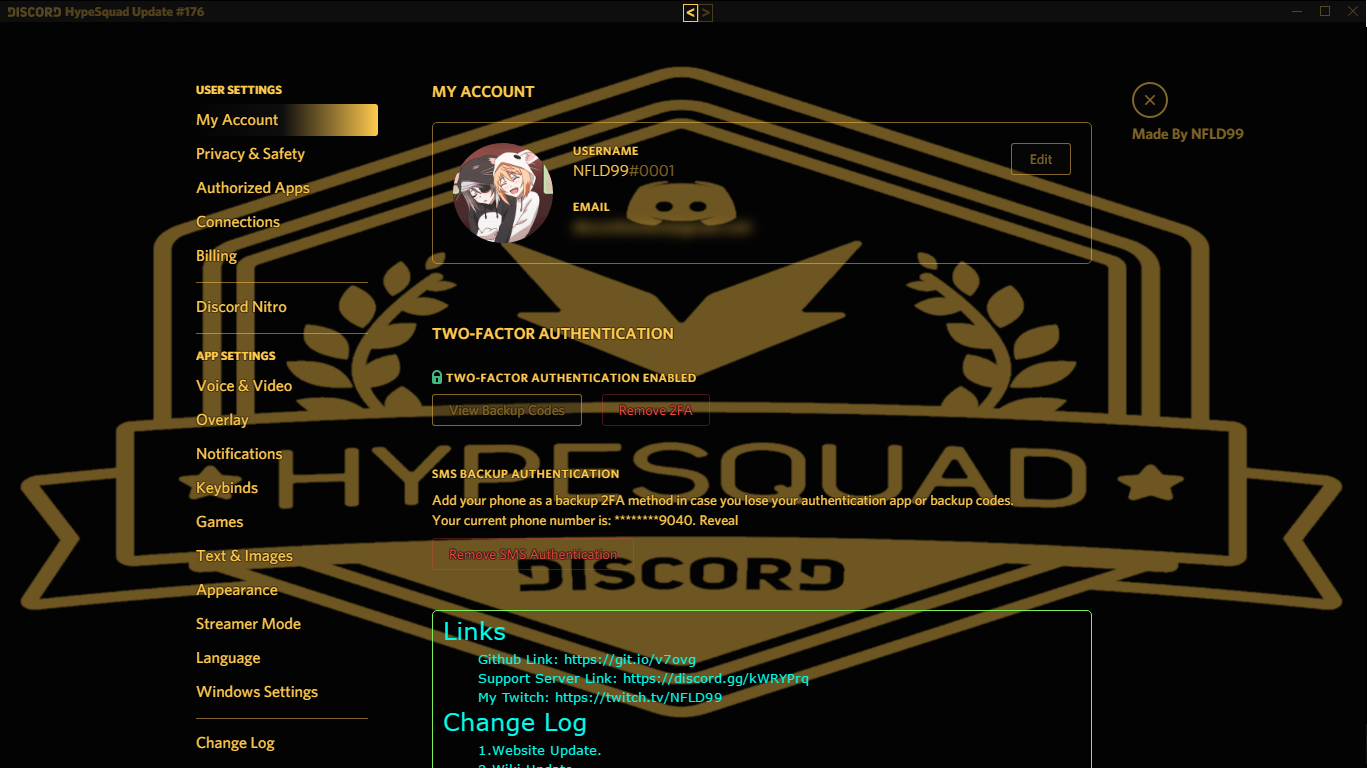 DISCORD HypeSquad Update #176
< >
USER SETTINGS
My Account
Privacy & Safety
Authorized Apps
Connections
Billing
Discord Nitro
APP SETTINGS
Voice & Video
Overlay
Notifications
Keybinds
Games
Text & Images
Appearance
Streamer Mode
Language
Windows Settings
Change Log
MY ACCOUNT
USERNAME
NFLD99#0001
Edit
EMAIL
Made By NFLD99
TWO-FACTOR AUTHENTICATION
TWO-FACTOR AUTHENTICATION ENABLED
View Backup Codes
Remove 2FA
HYPESQUAD
SMS BACKUP AUTHENTICATION
Add your phone as a backup 2FA method in case you lose your authentication app or backup codes.
Your current phone number is: ********9040. Reveal
Remove SMS Authentication
DISCORD
Links
Github Link: https://git.io/v7ovg
Support Server Link: https://discord.gg/kWRYPrq
My Twitch: https://twitch.tv/NFLD99
Change Log
1.Website Update.